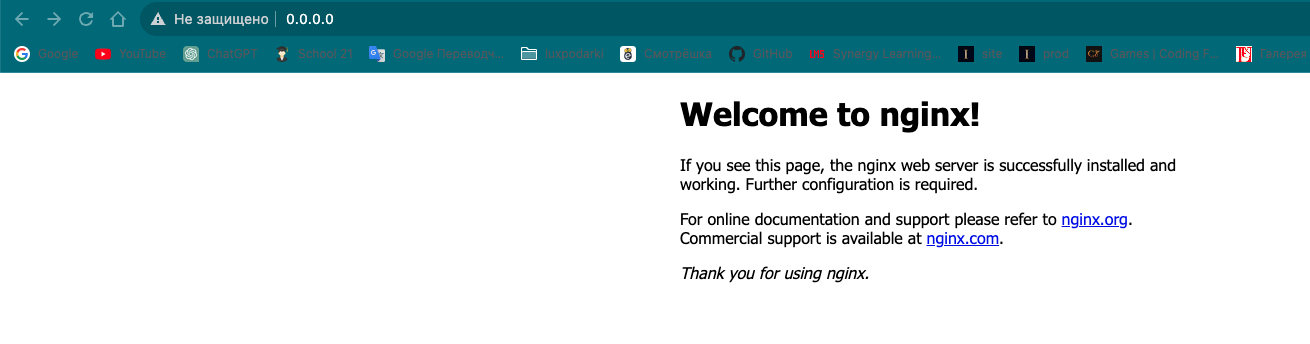 Не защищено 0.0.0.0
Google YouTube ChatGPT School 21 Google Переводч... luxpodarki Смотрёшка GitHub Synergy Learning... site prod Games | Coding F... Галерея
Welcome to nginx!
If you see this page, the nginx web server is successfully installed and
working. Further configuration is required.
For online documentation and support please refer to nginx.org.
Commercial support is available at nginx.com.
Thank you for using nginx.